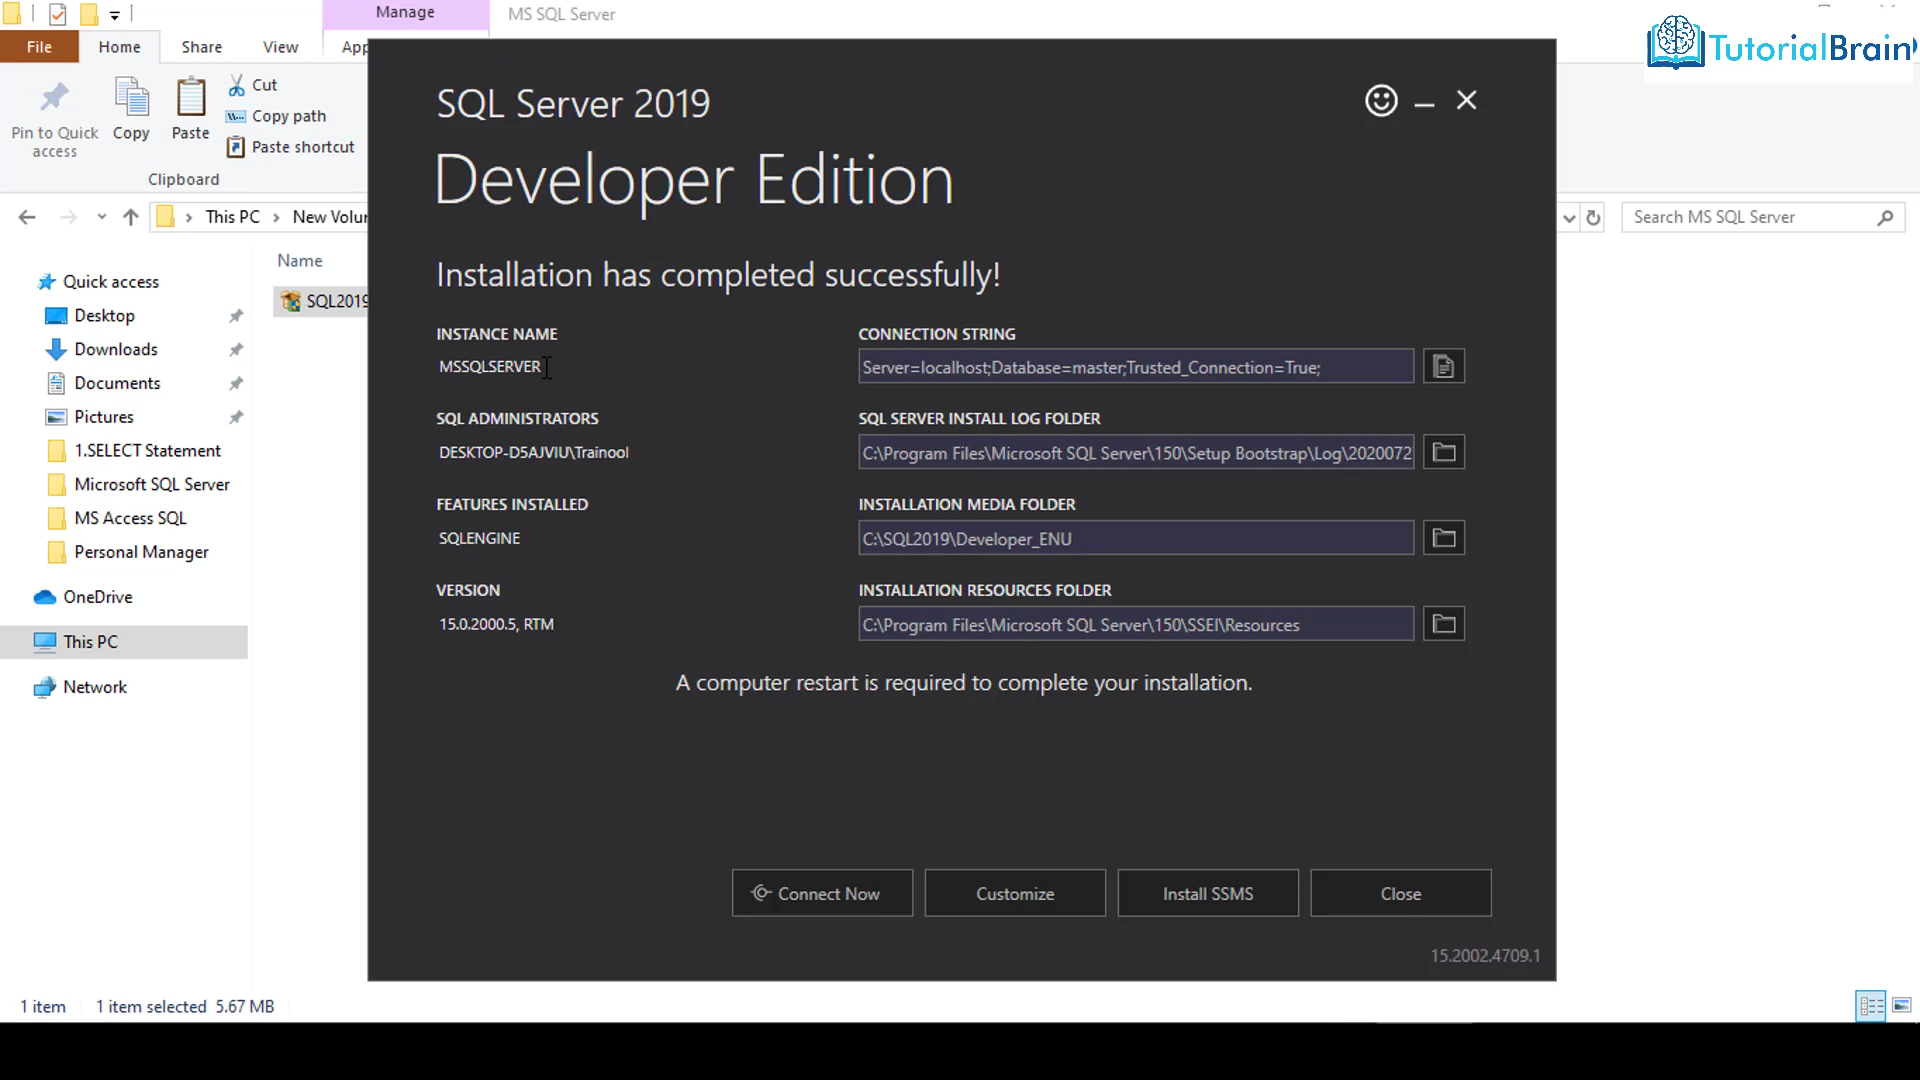 Manage
MS SQL Server
File
Home
Share
View
App
TutorialBrain
Pin to Quick
access
Copy
Paste
Cut
Copy path
Paste shortcut
Clipboard
This PC
New Volu
Search MS SQL Server
Name
SQL2019
Quick access
Desktop
Downloads
Documents
Pictures
1.SELECT Statement
Microsoft SQL Server
MS Access SQL
Personal Manager
OneDrive
This PC
Network
SQL Server 2019
Developer Edition
Installation has completed successfully!
INSTANCE NAME
MSSQLSERVER
CONNECTION STRING
Server=localhost;Database=master;Trusted_Connection=True;
SQL ADMINISTRATORS
DESKTOP-D5AJVIU\Trainool
SQL SERVER INSTALL LOG FOLDER
C:\Program Files\Microsoft SQL Server\150\Setup Bootstrap\Log\2020072
FEATURES INSTALLED
SQLENGINE
INSTALLATION MEDIA FOLDER
C:\SQL2019\Developer_ENU
VERSION
15.0.2000.5, RTM
INSTALLATION RESOURCES FOLDER
C:\Program Files\Microsoft SQL Server\150\SSEI\Resources
A computer restart is required to complete your installation.
Connect Now
Customize
Install SSMS
Close
15.2002.4709.1
1 item
1 item selected 5.67 MB